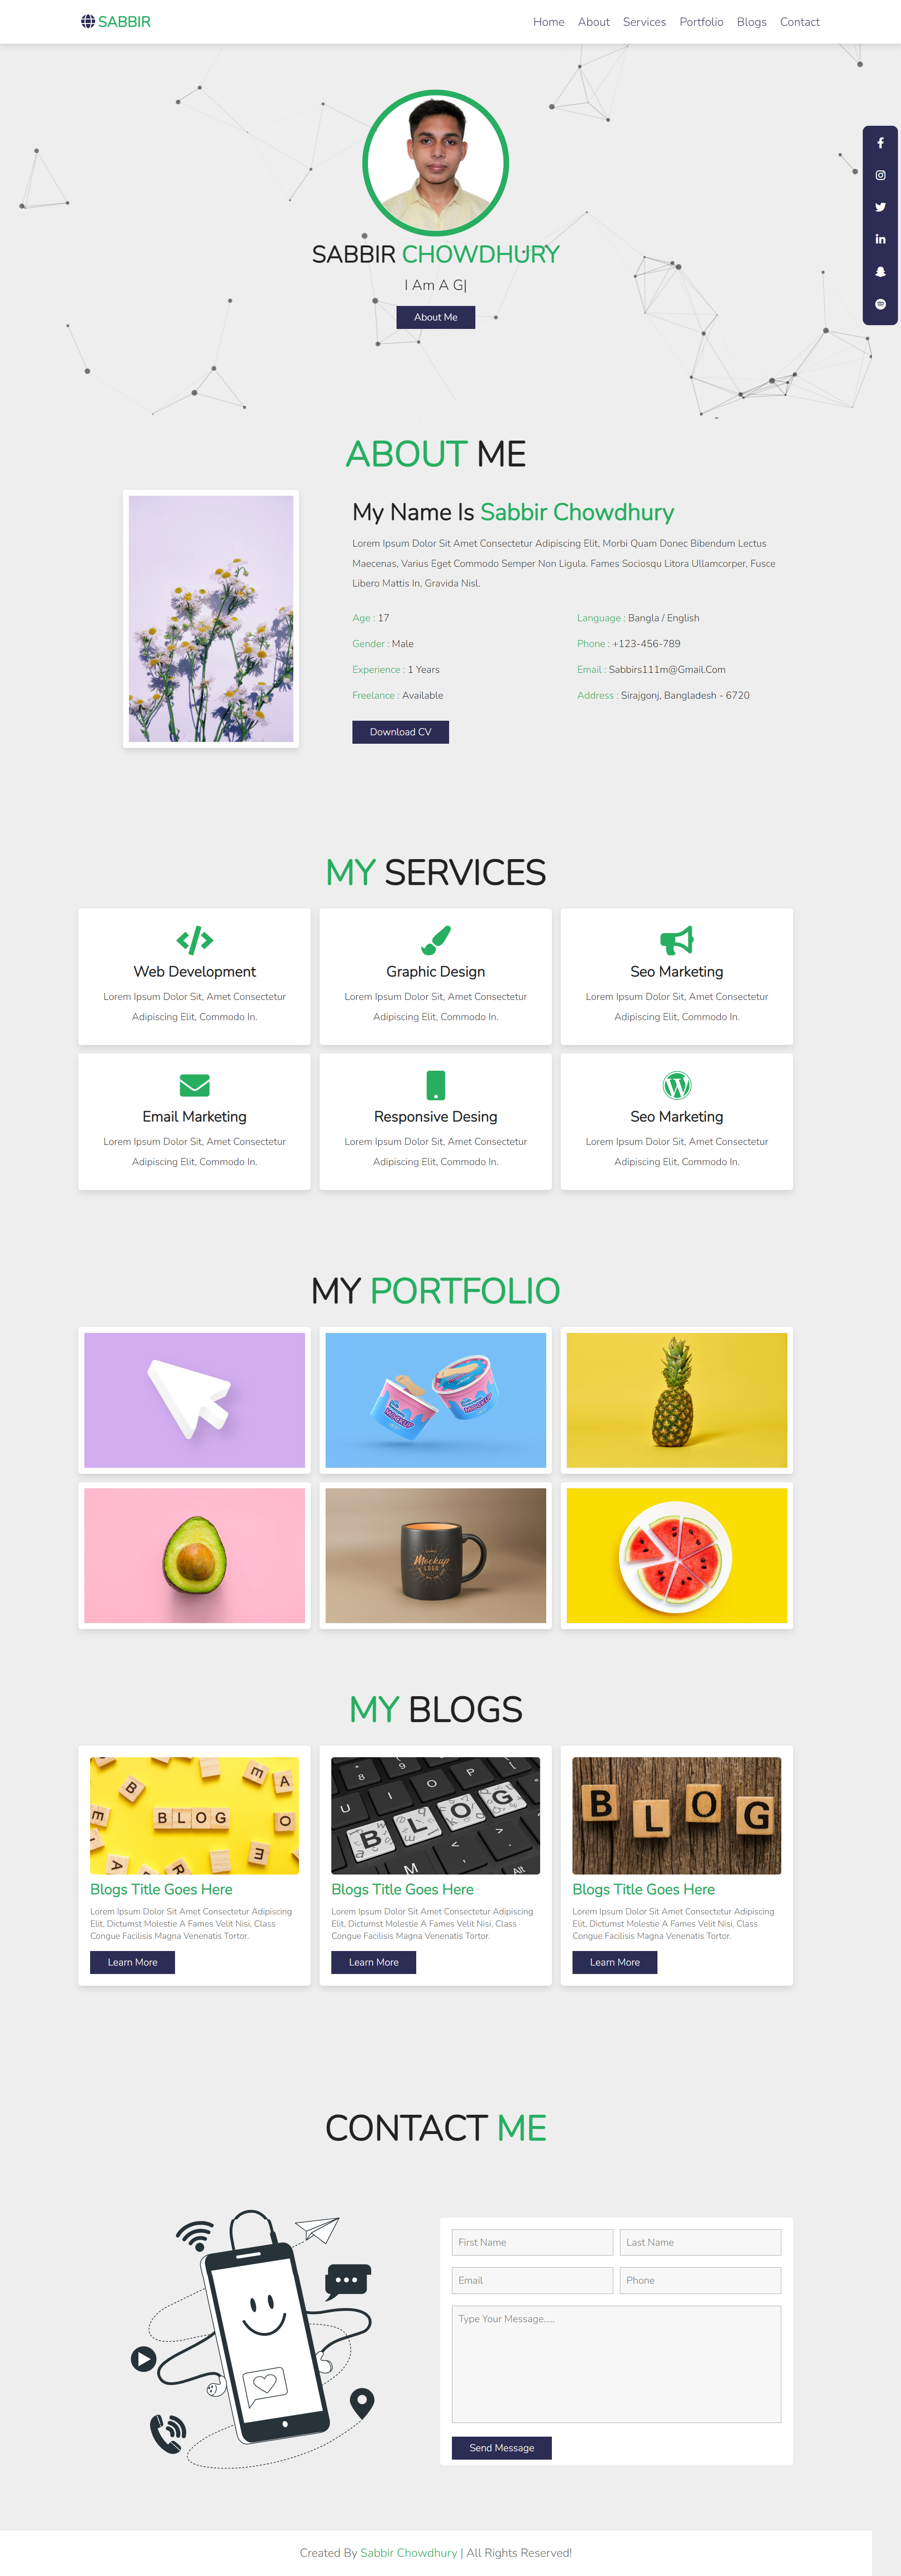 SABBIR
Home About Services Portfolio Blogs Contact
SABBIR CHOWDHURY
I Am A G|
About Me
ABOUT ME
My Name Is Sabbir Chowdhury
Lorem Ipsum Dolor Sit Amet Consectetur Adipiscing Elit, Morbi Quam Donec Bibendum Lectus
Maecenas, Varius Eget Commodo Semper Non Ligula. Fames Sociosqu Litora Ullamcorper, Fusce
Libero Mattis In, Gravida Nisl.
Age : 17
Language : Bangla / English
Gender : Male
Phone : +123-456-789
Experience : 1 Years
Email : Sabbirs111m@Gmail.Com
Freelance : Available
Address : Sirajgonj, Bangladesh - 6720
Download CV
MY SERVICES
Web Development
Lorem Ipsum Dolor Sit, Amet Consectetur
Adipiscing Elit, Commodo In.
Graphic Design
Lorem Ipsum Dolor Sit, Amet Consectetur
Adipiscing Elit, Commodo In.
Seo Marketing
Lorem Ipsum Dolor Sit, Amet Consectetur
Adipiscing Elit, Commodo In.
Email Marketing
Lorem Ipsum Dolor Sit, Amet Consectetur
Adipiscing Elit, Commodo In.
Responsive Desing
Lorem Ipsum Dolor Sit, Amet Consectetur
Adipiscing Elit, Commodo In.
Seo Marketing
Lorem Ipsum Dolor Sit, Amet Consectetur
Adipiscing Elit, Commodo In.
MY PORTFOLIO
MOCKUP
MOCKUP
Mockup
LOGO
MY BLOGS
BLOG
Blogs Title Goes Here
Lorem Ipsum Dolor Sit Amet Consectetur Adipiscing
Elit, Dictumst Molestie A Fames Velit Nisi, Class
Congue Facilisis Magna Venenatis Tortor.
Learn More
BLOG
Blogs Title Goes Here
Lorem Ipsum Dolor Sit Amet Consectetur Adipiscing
Elit, Dictumst Molestie A Fames Velit Nisi, Class
Congue Facilisis Magna Venenatis Tortor.
Learn More
BLOG
Blogs Title Goes Here
Lorem Ipsum Dolor Sit Amet Consectetur Adipiscing
Elit, Dictumst Molestie A Fames Velit Nisi, Class
Congue Facilisis Magna Venenatis Tortor.
Learn More
CONTACT ME
First Name
Last Name
Email
Phone
Type Your Message.....
Send Message
Created By Sabbir Chowdhury | All Rights Reserved!